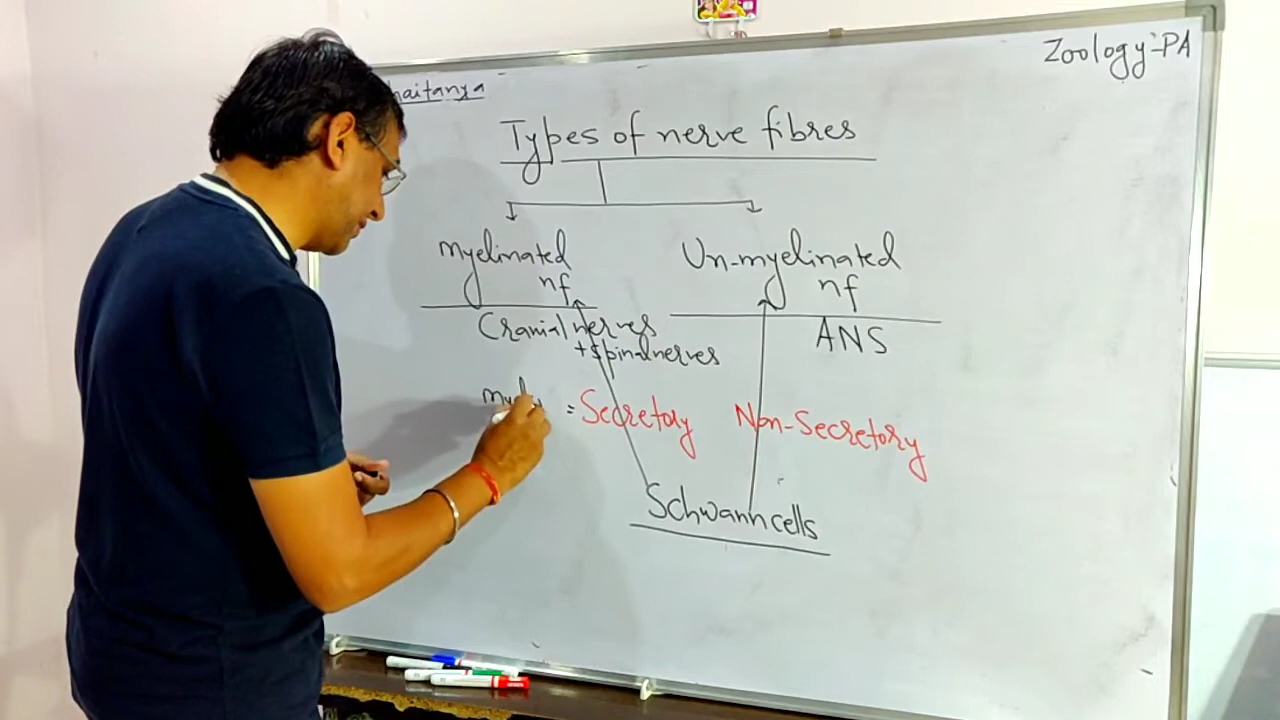 haitanya
Zoology-PA
Types of nerve fibres
Myelinated
nf
Un-myelinated
nf
Cranial nerves
+ Spinal nerves
ANS
= Secretory
Non-Secretory
Schwann cells